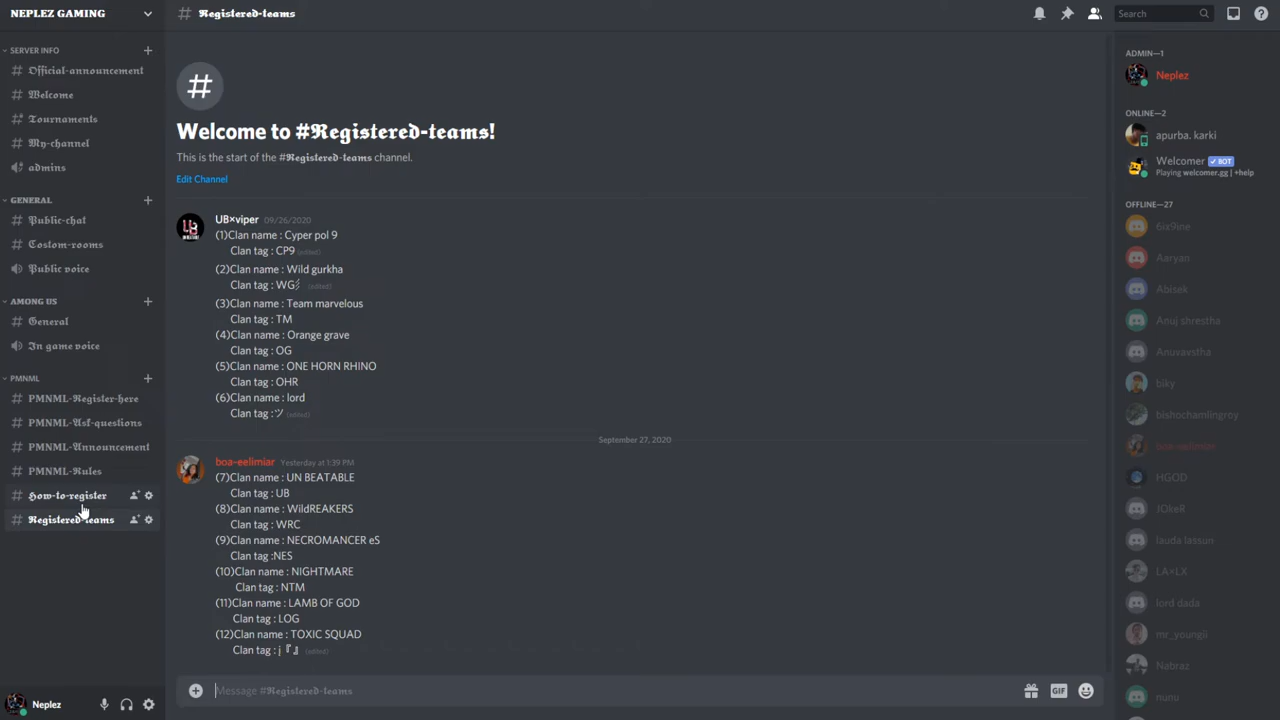 NEPLEZ GAMING
SERVER INFO
Official-announcement
Welcome
Tournaments
My-channel
admins
GENERAL
Public-chat
Costom-rooms
Public voice
AMONG US
General
In game voice
PMNML
PMNML-Register-here
PMNML-Ask-questions
PMNML-Announcement
PMNML-Rules
How-to-register
Registered-teams
Neplez
# Registered-teams
Search
#
Welcome to #Registered-teams!
This is the start of the #Registered-teams channel.
Edit Channel
UB×viper 09/26/2020
(1)Clan name : Cyper pol 9
Clan tag : CP9 (edited)
(2)Clan name : Wild gurkha
Clan tag : WG⺡ (edited)
(3)Clan name : Team marvelous
Clan tag : TM
(4)Clan name : Orange grave
Clan tag : OG
(5)Clan name : ONE HORN RHINO
Clan tag : OHR
(6)Clan name : lord
Clan tag :ツ (edited)
September 27, 2020
boa-eelimiar Yesterday at 1:39 PM
(7)Clan name : UN BEATABLE
Clan tag : UB
(8)Clan name : WildREAKERS
Clan tag : WRC
(9)Clan name : NECROMANCER eS
Clan tag :NES
(10)Clan name : NIGHTMARE
Clan tag : NTM
(11)Clan name : LAMB OF GOD
Clan tag : LOG
(12)Clan name : TOXIC SQUAD
Clan tag : j『』 (edited)
Message #Registered-teams
GIF
ADMIN—1
Neplez
ONLINE—2
apurba. karki
Welcomer ✓BOT
Playing welcomer.gg | +help
OFFLINE—27
6ix9ine
Aaryan
Abisek
Anuj shrestha
Anuvavstha
biky
bishochamlingroy
boa-eelimiar
HGOD
JOkeR
lauda lassun
LA×LX
lord dada
mr_youngii
Nabraz
nunu